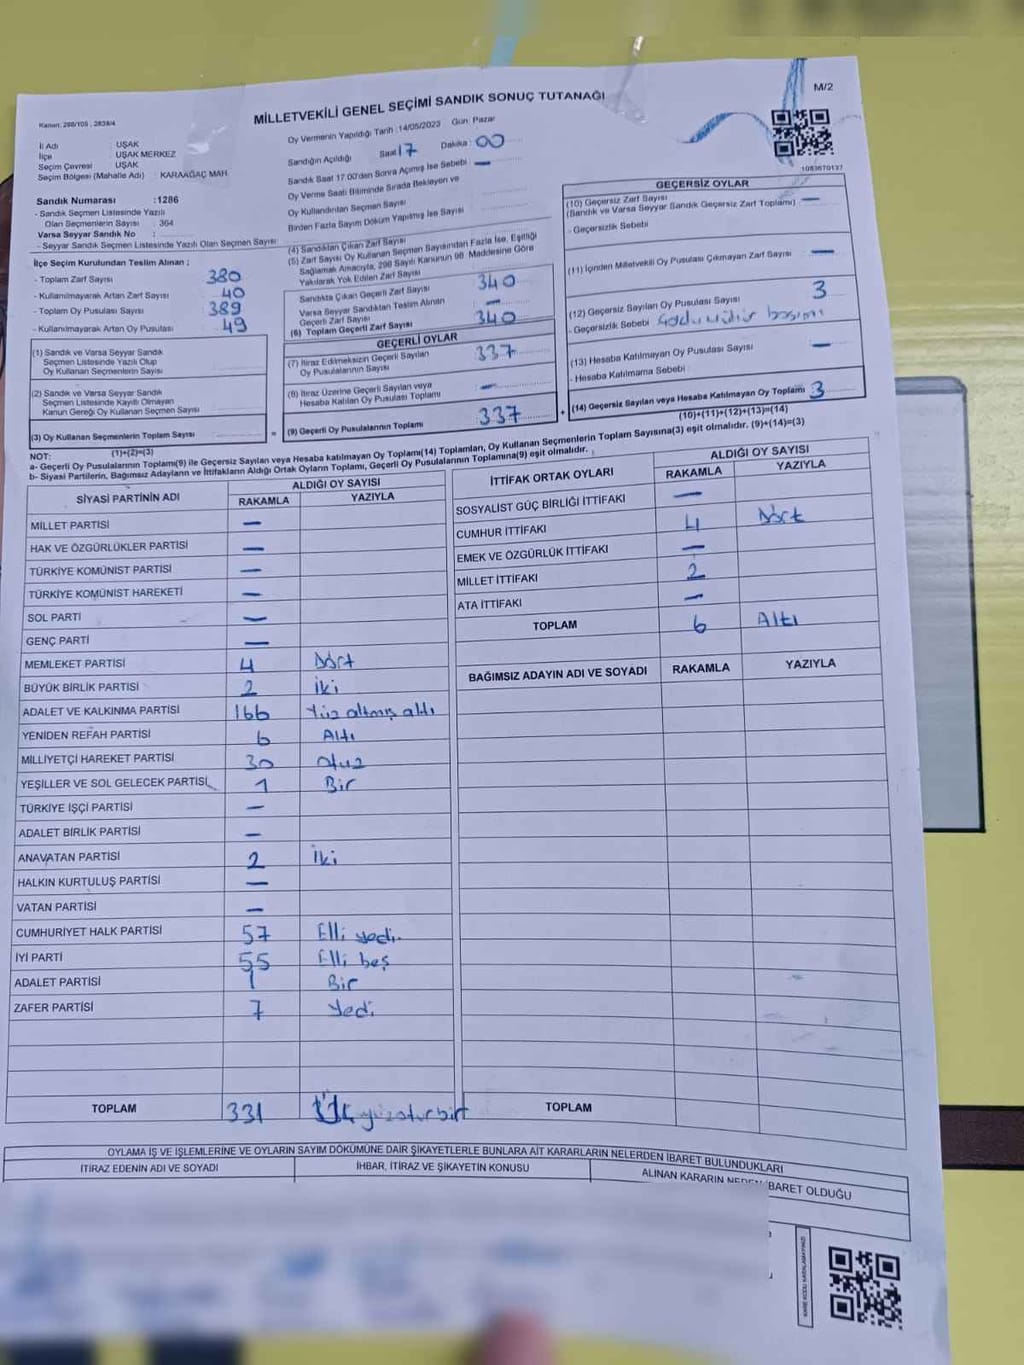 M/2
MİLLETVEKİLİ GENEL SEÇİMİ SANDIK SONUÇ TUTANAĞI
Kanun: 298/105 , 2839/4
Oy Vermenin Yapıldığı Tarih :14/05/2023 Gün: Pazar
İl Adı : UŞAK
İlçe : UŞAK MERKEZ
Seçim Çevresi : UŞAK
Seçim Bölgesi (Mahalle Adı) : KARAAĞAÇ MAH.
Sandığın Açıldığı Saat 17 Dakika : 00
Sandık Saat 17.00'den Sonra Açımış İse Sebebi : —
Oy Verme Saati Bitiminde Sırada Bekleyen ve
Oy Kullandırılan Seçmen Sayısı
Birden Fazla Sayım Döküm Yapılmış İse Sayısı
1083670137
Sandık Numarası :1286
- Sandık Seçmen Listesinde Yazılı
Olan Seçmenlerin Sayısı : 364
Varsa Seyyar Sandık No :
- Seyyar Sandık Seçmen Listesinde Yazılı Olan Seçmen Sayısı
İlçe Seçim Kurulundan Teslim Alınan ;
- Toplam Zarf Sayısı 380
- Kullanılmayarak Artan Zarf Sayısı 40
- Toplam Oy Pusulası Sayısı 389
- Kullanılmayarak Artan Oy Pusulası 49
(1) Sandık ve Varsa Seyyar Sandık
Seçmen Listesinde Yazılı Olup
Oy Kullanan Seçmenlerin Sayısı
(2) Sandık ve Varsa Seyyar Sandık
Seçmen Listesinde Kayıtlı Olmayan
Kanun Gereği Oy Kullanan Seçmen Sayısı
(3) Oy Kullanan Seçmenlerin Toplam Sayısı
(1)+(2)=(3)
(4) Sandıktan Çıkan Zarf Sayısı
(5) Zarf Sayısı Oy Kullanan Seçmen Sayısından Fazla İse, Eşitliği
Sağlamak Amacıyla, 298 Sayılı Kanunun 98 Maddesine Göre
Yakılarak Yok Edilen Zarf Sayısı
Sandıkta Çıkan Geçerli Zarf Sayısı 340
Varsa Seyyar Sandıktan Teslim Alınan
Geçerli Zarf Sayısı —
(6) Toplam Geçerli Zarf Sayısı 340
GEÇERLİ OYLAR
(7) İtiraz Edilmeksizin Geçerli Sayılan
Oy Pusulalarının Sayısı 337
(8) İtiraz Üzerine Geçerli Sayılan veya
Hesaba Katılan Oy Pusulası Toplamı —
(9) Geçerli Oy Pusulalarının Toplamı 337
GEÇERSİZ OYLAR
(10) Geçersiz Zarf Sayısı
(Sandık ve Varsa Seyyar Sandık Geçersiz Zarf Toplamı) —
- Geçersizlik Sebebi
(11) İçinden Milletvekili Oy Pusulası Çıkmayan Zarf Sayısı —
(12) Geçersiz Sayılan Oy Pusulası Sayısı 3
- Geçersizlik Sebebi
(13) Hesaba Katılmayan Oy Pusulası Sayısı —
- Hesaba Katılmama Sebebi
(14) Geçersiz Sayılan veya Hesaba Katılmayan Oy Toplamı 3
(10)+(11)+(12)+(13)=(14)
NOT:
a- Geçerli Oy Pusulalarının Toplamı(9) ile Geçersiz Sayılan veya Hesaba katılmayan Oy Toplamı(14) Toplamları, Oy Kullanan Seçmenlerin Toplam Sayısına(3) eşit olmalıdır. (9)+(14)=(3)
b- Siyasi Partilerin, Bağımsız Adayların ve İttifakların Aldığı Ortak Oyların Toplamı, Geçerli Oy Pusulalarının Toplamına(9) eşit olmalıdır.
SİYASİ PARTİNİN ADI ALDIĞI OY SAYISI
RAKAMLA YAZIYLA
MİLLET PARTİSİ —
HAK VE ÖZGÜRLÜKLER PARTİSİ —
TÜRKİYE KOMÜNİST PARTİSİ —
TÜRKİYE KOMÜNİST HAREKETİ —
SOL PARTİ —
GENÇ PARTİ —
MEMLEKET PARTİSİ 4 Dört
BÜYÜK BİRLİK PARTİSİ 2 İki
ADALET VE KALKINMA PARTİSİ 166 Yüz altmış altı
YENİDEN REFAH PARTİSİ 6 Altı
MİLLİYETÇİ HAREKET PARTİSİ 30 Otuz
YEŞİLLER VE SOL GELECEK PARTİSİ 1 Bir
TÜRKİYE İŞÇİ PARTİSİ —
ADALET BİRLİK PARTİSİ —
ANAVATAN PARTİSİ 2 İki
HALKIN KURTULUŞ PARTİSİ —
VATAN PARTİSİ —
CUMHURİYET HALK PARTİSİ 57 Elli yedi
İYİ PARTİ 55 Elli beş
ADALET PARTİSİ 1 Bir
ZAFER PARTİSİ 7 Yedi
TOPLAM 331
İTTİFAK ORTAK OYLARI ALDIĞI OY SAYISI
RAKAMLA YAZIYLA
SOSYALİST GÜÇ BİRLİĞİ İTTİFAKI —
CUMHUR İTTİFAKI 4 Dört
EMEK VE ÖZGÜRLÜK İTTİFAKI —
MİLLET İTTİFAKI 2
ATA İTTİFAKI —
TOPLAM 6 Altı
BAĞIMSIZ ADAYIN ADI VE SOYADI RAKAMLA YAZIYLA
TOPLAM
OYLAMA İŞ VE İŞLEMLERİNE VE OYLARIN SAYIM DÖKÜMÜNE DAİR ŞİKAYETLERLE BUNLARA AİT KARARLARIN NELERDEN İBARET BULUNDUKLARI
İTİRAZ EDENİN ADI VE SOYADI İHBAR, İTİRAZ VE ŞİKAYETİN KONUSU ALINAN KARARIN NEDEN İBARET OLDUĞU